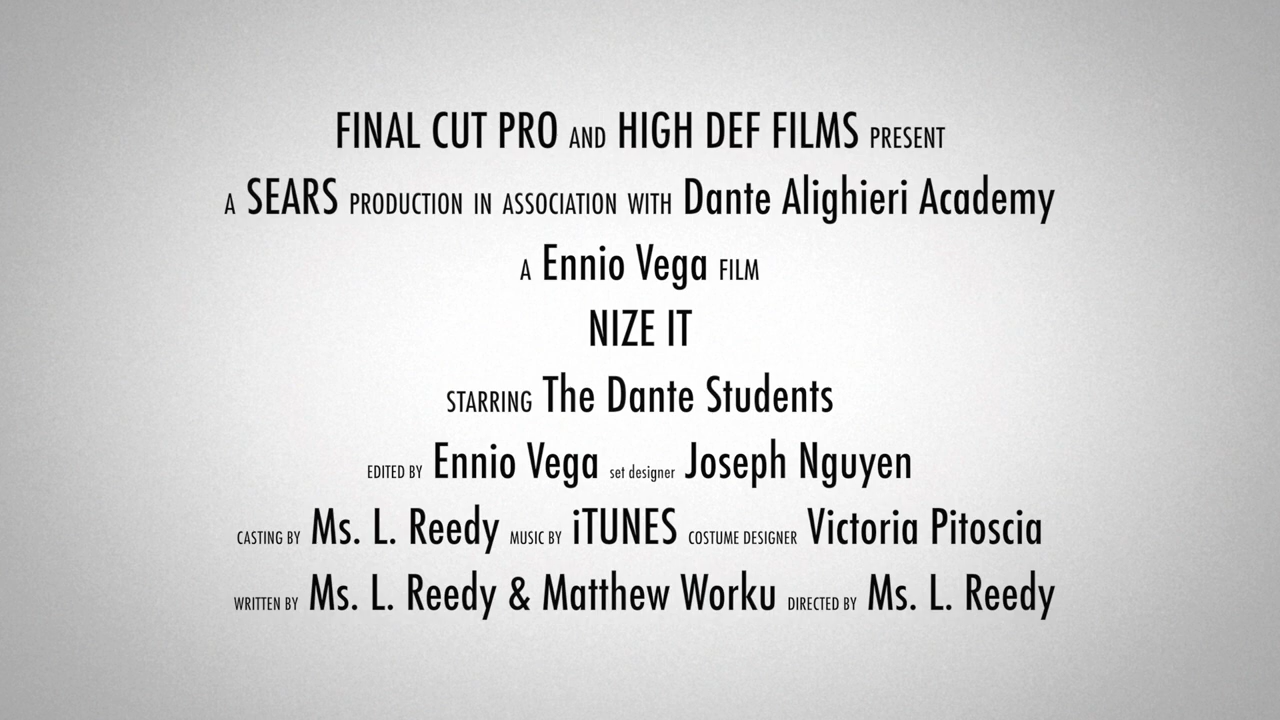 FINAL CUT PRO AND HIGH DEF FILMS PRESENT
A SEARS PRODUCTION IN ASSOCIATION WITH Dante Alighieri Academy
A Ennio Vega FILM
NIZE IT
STARRING The Dante Students
EDITED BY Ennio Vega set designer Joseph Nguyen
CASTING BY Ms. L. Reedy MUSIC BY iTUNES COSTUME DESIGNER Victoria Pitoscia
WRITTEN BY Ms. L. Reedy & Matthew Worku DIRECTED BY Ms. L. Reedy